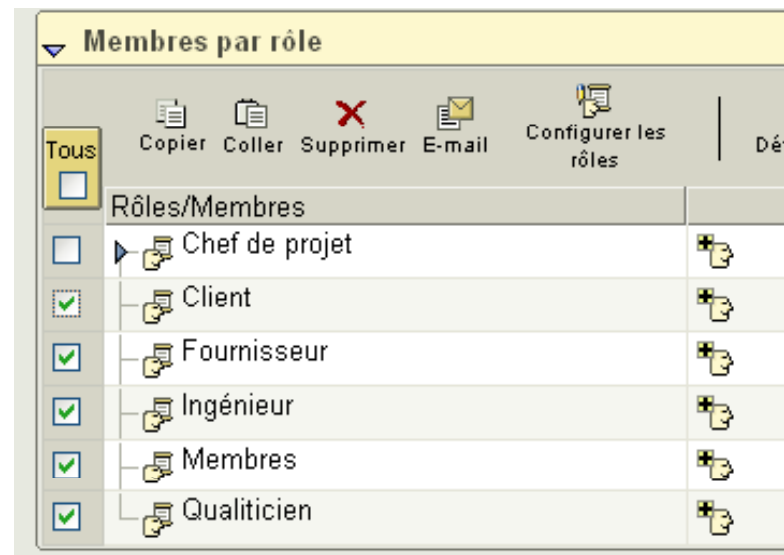 Membres par rôle
Copier Coller Supprimer E-mail Configurer les rôles
Tous
Rôles/Membres
Chef de projet
Client
Fournisseur
Ingénieur
Membres
Qualiticien